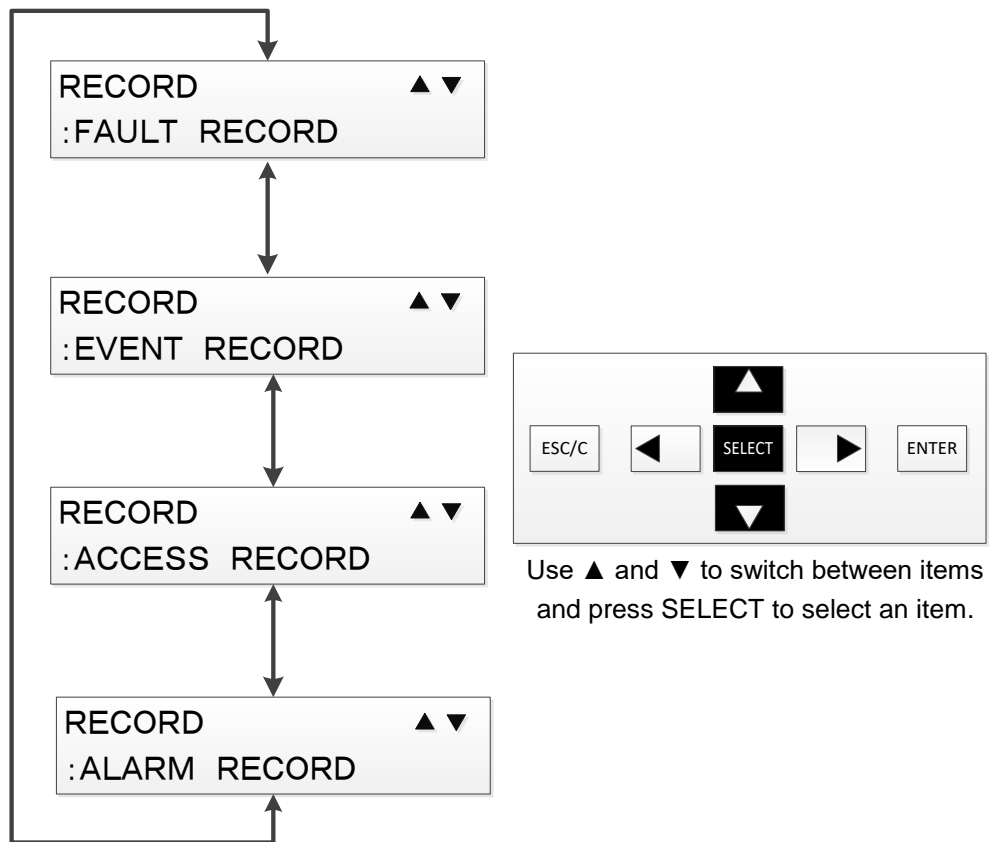 RECORD ▲ ▼
:FAULT RECORD
RECORD ▲ ▼
:EVENT RECORD
RECORD ▲ ▼
:ACCESS RECORD
RECORD ▲ ▼
:ALARM RECORD
ESC/C ◀ SELECT ▶ ENTER
Use ▲ and ▼ to switch between items
and press SELECT to select an item.